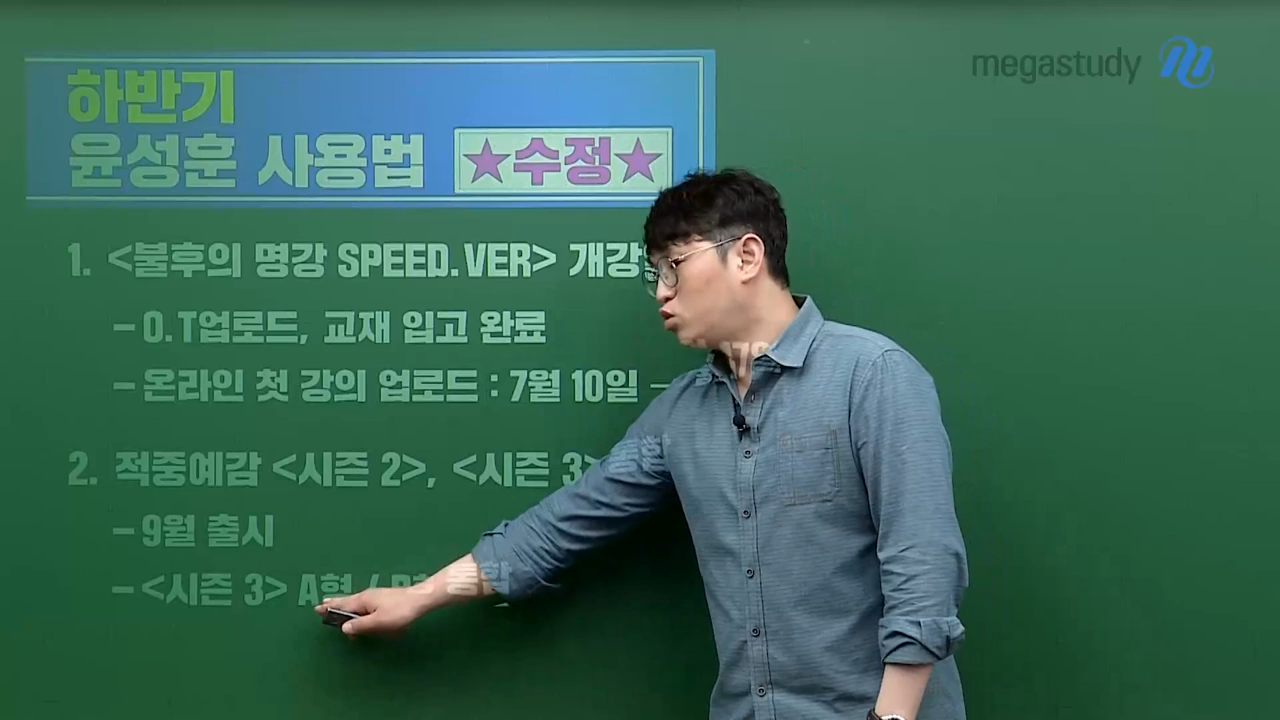 megastudy
하반기
윤성훈 사용법 ★수정★
1. <불후의 명강 SPEED.VER> 개강
- O.T업로드, 교재 입고 완료
- 온라인 첫 강의 업로드 : 7월 10일 →
2. 적중예감 <시즌 2>, <시즌 3>
- 9월 출시
- <시즌 3> A형 / 통합